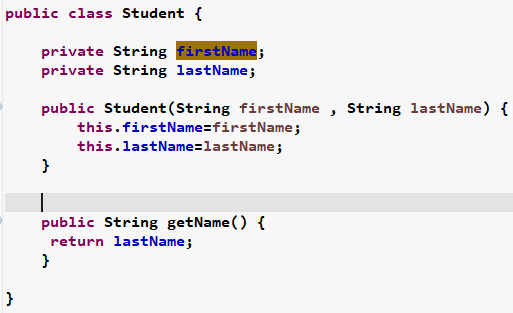 public class Student {
private String firstName;
private String lastName;
public Student(String firstName , String lastName) {
this.firstName=firstName;
this.lastName=lastName;
}
public String getName() {
return lastName;
}
}